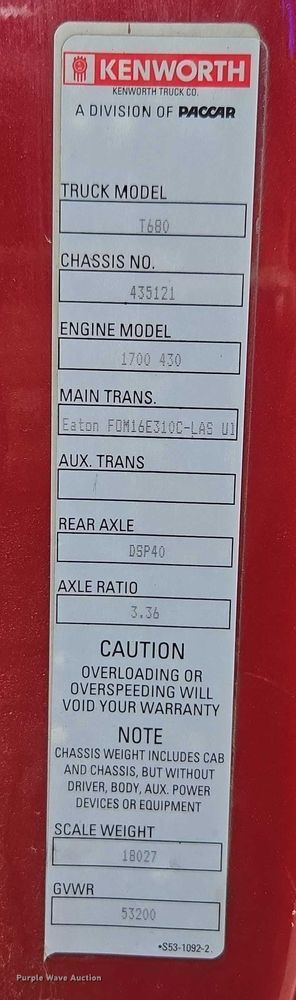 KENWORTH
KENWORTH TRUCK CO.
A DIVISION OF PACCAR
TRUCK MODEL
T680
CHASSIS NO.
435121
ENGINE MODEL
1700 430
MAIN TRANS.
Eaton FOM16E310C-LAS U1
AUX. TRANS
REAR AXLE
DSP40
AXLE RATIO
3.36
CAUTION
OVERLOADING OR
OVERSPEEDING WILL
VOID YOUR WARRANTY
NOTE
CHASSIS WEIGHT INCLUDES CAB
AND CHASSIS, BUT WITHOUT
DRIVER, BODY, AUX. POWER
DEVICES OR EQUIPMENT
SCALE WEIGHT
18027
GVWR
53200
•S53-1092-2
Purple Wave Auction